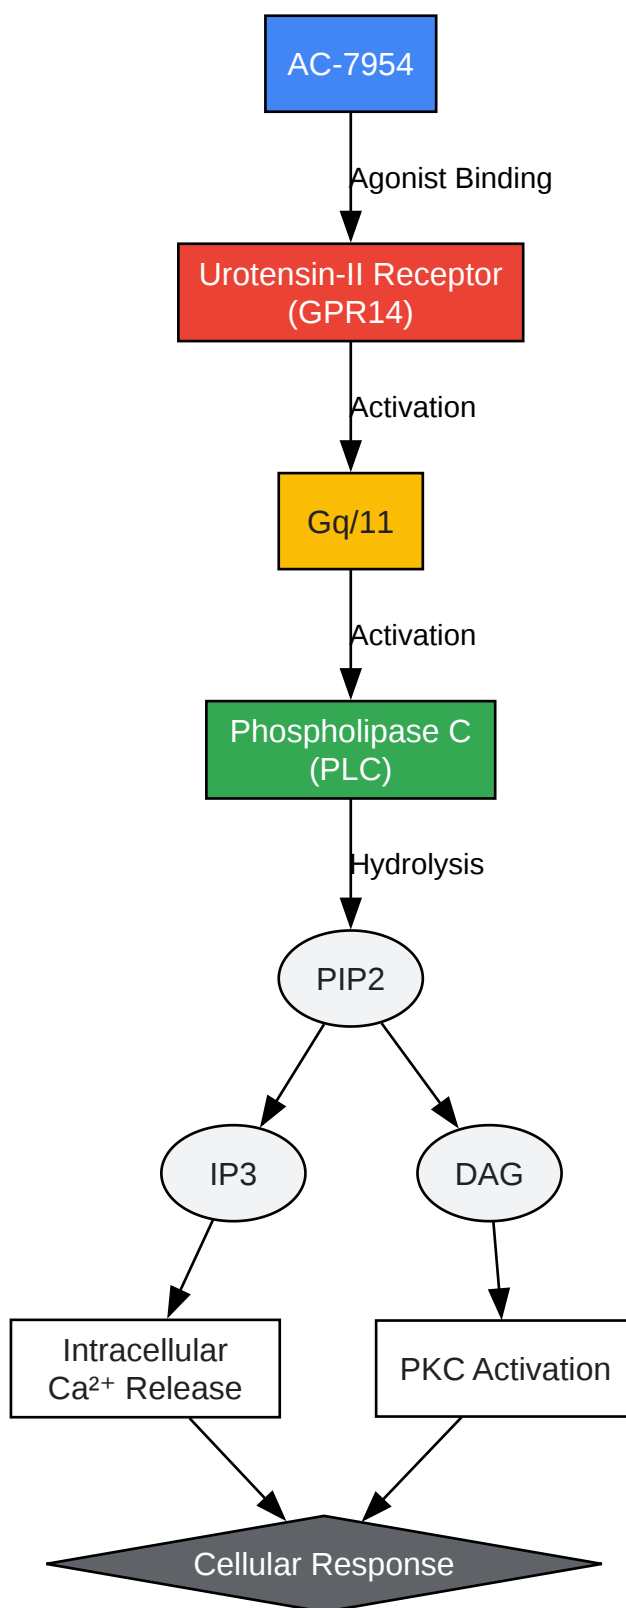 AC-7954
Agonist Binding
Urotensin-II Receptor
(GPR14)
Activation
Gq/11
Activation
Phospholipase C
(PLC)
Hydrolysis
PIP2
IP3
DAG
Intracellular
Ca²⁺ Release
PKC Activation
Cellular Response